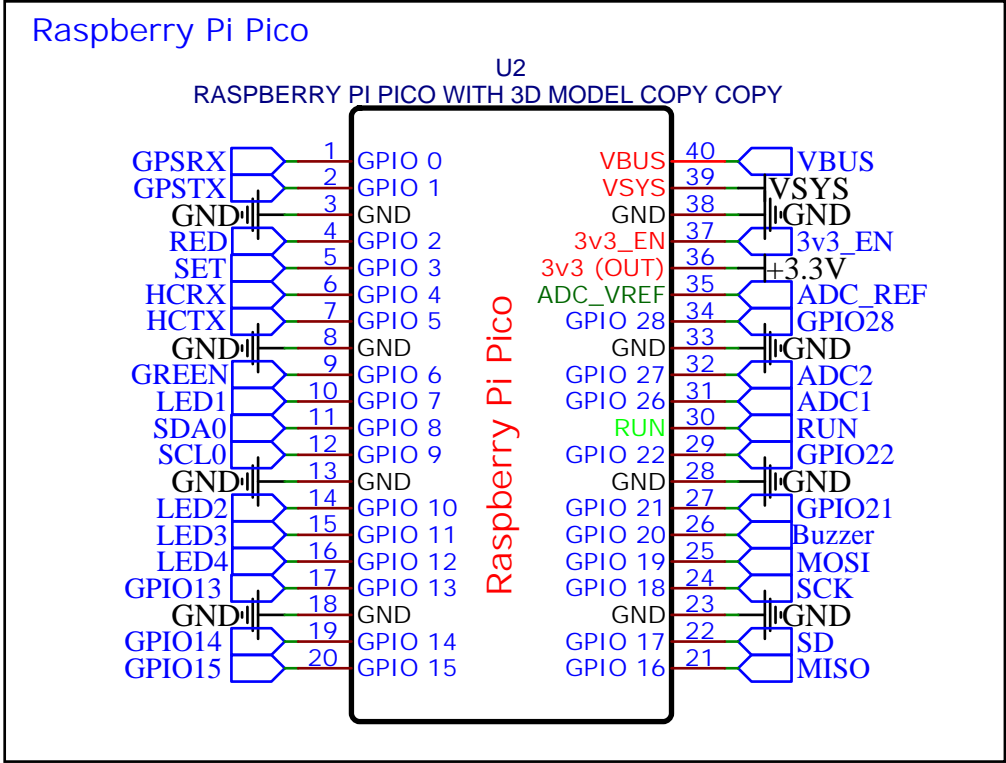 Raspberry Pi Pico
U2
RASPBERRY PI PICO WITH 3D MODEL COPY COPY
GPSRX 1 GPIO 0 VBUS 40 VBUS
GPSTX 2 GPIO 1 VSYS 39 VSYS
GND 3 GND GND 38 GND
RED 4 GPIO 2 3v3_EN 37 3v3_EN
SET 5 GPIO 3 3v3 (OUT) 36 +3.3V
HCRX 6 GPIO 4 ADC_VREF 35 ADC_REF
HCTX 7 GPIO 5 GPIO 28 34 GPIO28
GND 8 GND GND 33 GND
GREEN 9 GPIO 6 GPIO 27 32 ADC2
LED1 10 GPIO 7 GPIO 26 31 ADC1
SDA0 11 GPIO 8 RUN 30 RUN
SCL0 12 GPIO 9 GPIO 22 29 GPIO22
GND 13 GND GND 28 GND
LED2 14 GPIO 10 GPIO 21 27 GPIO21
LED3 15 GPIO 11 GPIO 20 26 Buzzer
LED4 16 GPIO 12 GPIO 19 25 MOSI
GPIO13 17 GPIO 13 GPIO 18 24 SCK
GND 18 GND GND 23 GND
GPIO14 19 GPIO 14 GPIO 17 22 SD
GPIO15 20 GPIO 15 GPIO 16 21 MISO
Raspberry Pi Pico